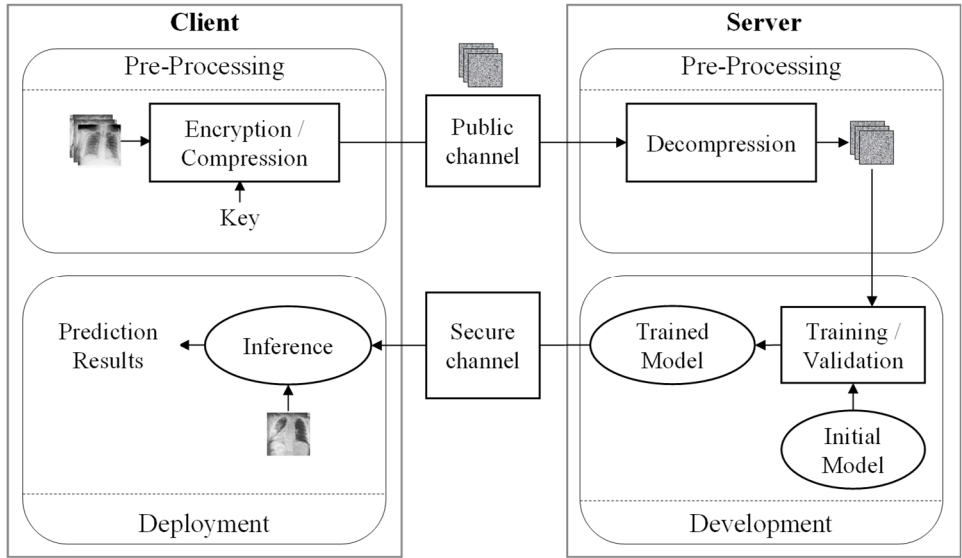 Client
Server
Pre-Processing
Pre-Processing
Encryption /
Compression
Public
channel
Decompression
Key
Prediction
Results
Inference
Secure
channel
Trained
Model
Training /
Validation
Initial
Model
Deployment
Development